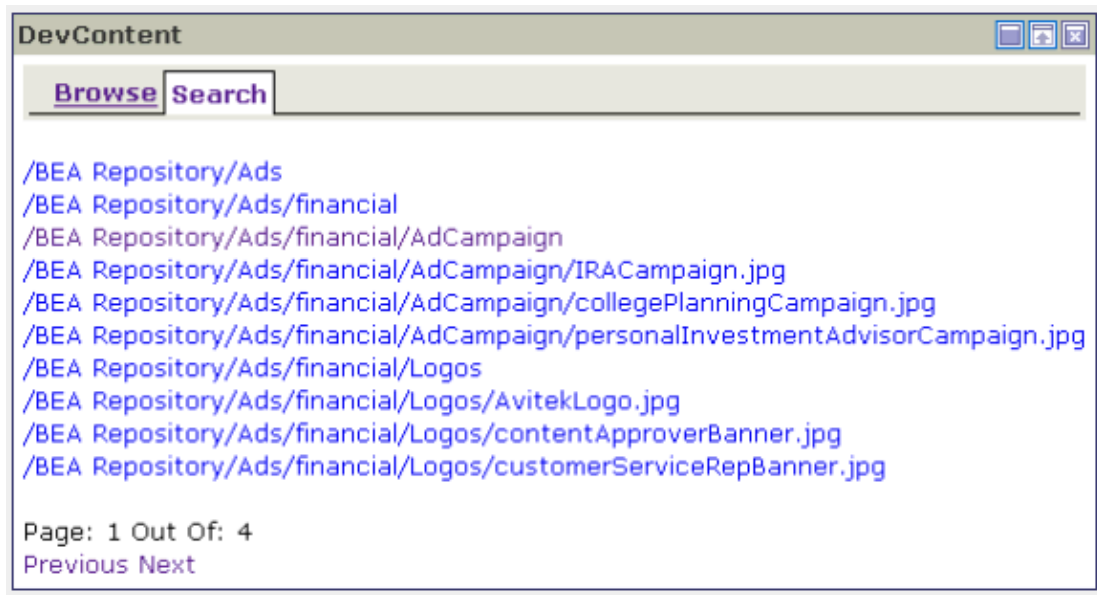 DevContent
Browse Search
/BEA Repository/Ads
/BEA Repository/Ads/financial
/BEA Repository/Ads/financial/AdCampaign
/BEA Repository/Ads/financial/AdCampaign/IRACampaign.jpg
/BEA Repository/Ads/financial/AdCampaign/collegePlanningCampaign.jpg
/BEA Repository/Ads/financial/AdCampaign/personalInvestmentAdvisorCampaign.jpg
/BEA Repository/Ads/financial/Logos
/BEA Repository/Ads/financial/Logos/AvitekLogo.jpg
/BEA Repository/Ads/financial/Logos/contentApproverBanner.jpg
/BEA Repository/Ads/financial/Logos/customerServiceRepBanner.jpg
Page: 1 Out Of: 4
Previous Next